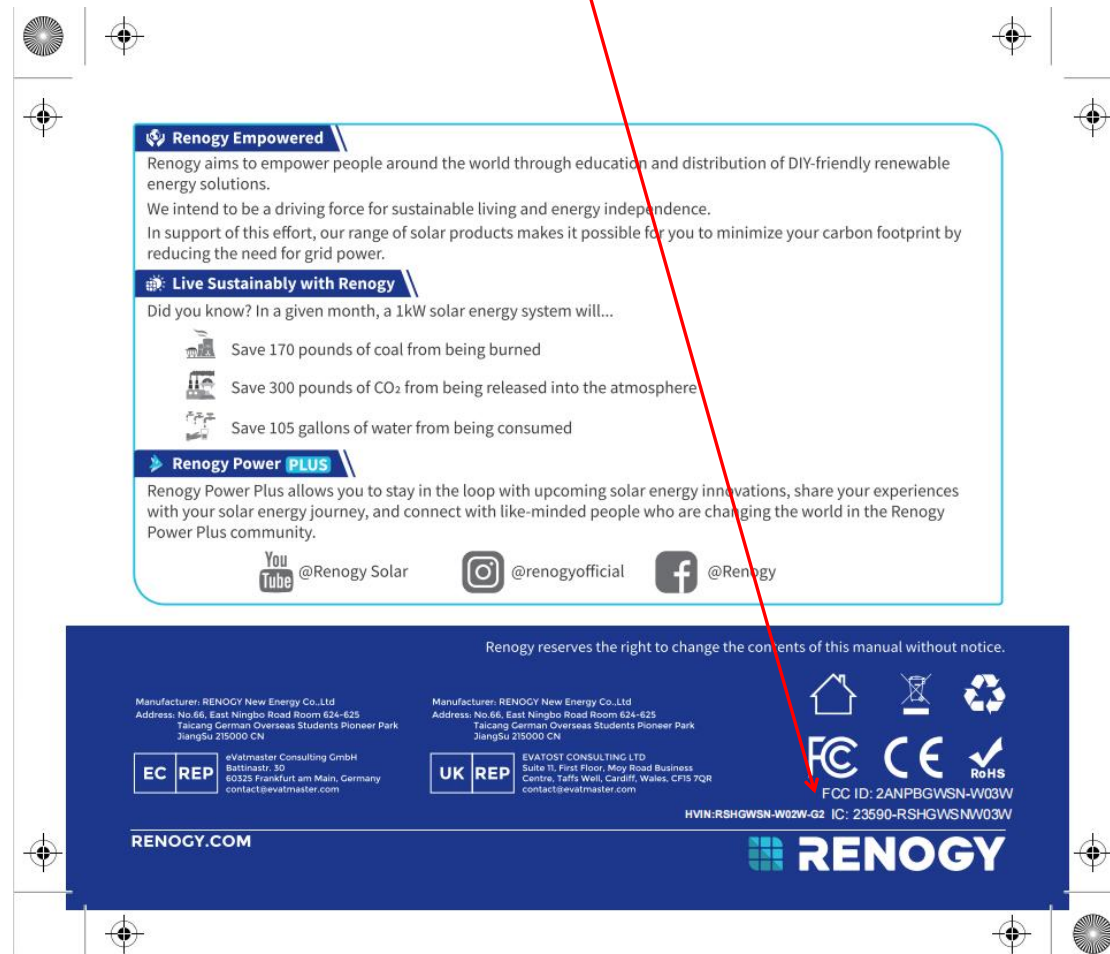 Renogy Empowered
Renogy aims to empower people around the world through education and distribution of DIY-friendly renewable
energy solutions.
We intend to be a driving force for sustainable living and energy independence.
In support of this effort, our range of solar products makes it possible for you to minimize your carbon footprint by
reducing the need for grid power.
Live Sustainably with Renogy
Did you know? In a given month, a 1kW solar energy system will...
Save 170 pounds of coal from being burned
Save 300 pounds of CO₂ from being released into the atmosphere
Save 105 gallons of water from being consumed
Renogy Power PLUS
Renogy Power Plus allows you to stay in the loop with upcoming solar energy innovations, share your experiences
with your solar energy journey, and connect with like-minded people who are changing the world in the Renogy
Power Plus community.
You Tube @Renogy Solar
@renogyofficial
@Renogy
Renogy reserves the right to change the contents of this manual without notice.
Manufacturer: RENOGY New Energy Co.,Ltd
Address: No.66, East Ningbo Road Room 624-625
Taicang German Overseas Students Pioneer Park
JiangSu 215000 CN
EC REP
eVatmaster Consulting GmbH
Battinastr. 30
60325 Frankfurt am Main, Germany
contact@evatmaster.com
Manufacturer: RENOGY New Energy Co.,Ltd
Address: No.66, East Ningbo Road Room 624-625
Taicang German Overseas Students Pioneer Park
JiangSu 215000 CN
UK REP
EVATOST CONSULTING LTD
Suite 11, First Floor, Moy Road Business
Centre, Taffs Well, Cardiff, Wales, CF15 7QR
contact@evatmaster.com
FC CE RoHS
FCC ID: 2ANPBGWSN-W03W
HVIN:RSHGWSN-W02W-G2 IC: 23590-RSHGWSNW03W
RENOGY.COM
RENOGY